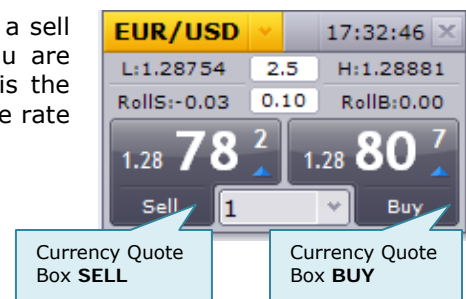 a sell
u are
is the
e rate
EUR/USD 17:32:46
L:1.28754 2.5 H:1.28881
RollS:-0.03 0.10 RollB:0.00
1.28 78 2 1.28 80 7
Sell 1 Buy
Currency Quote
Box SELL
Currency Quote
Box BUY